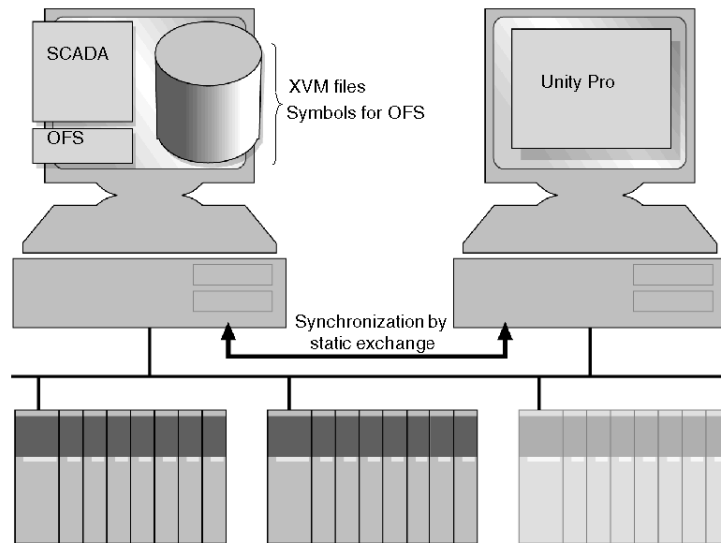 SCADA
OFS
XVM files
Symbols for OFS
Unity Pro
Synchronization by
static exchange